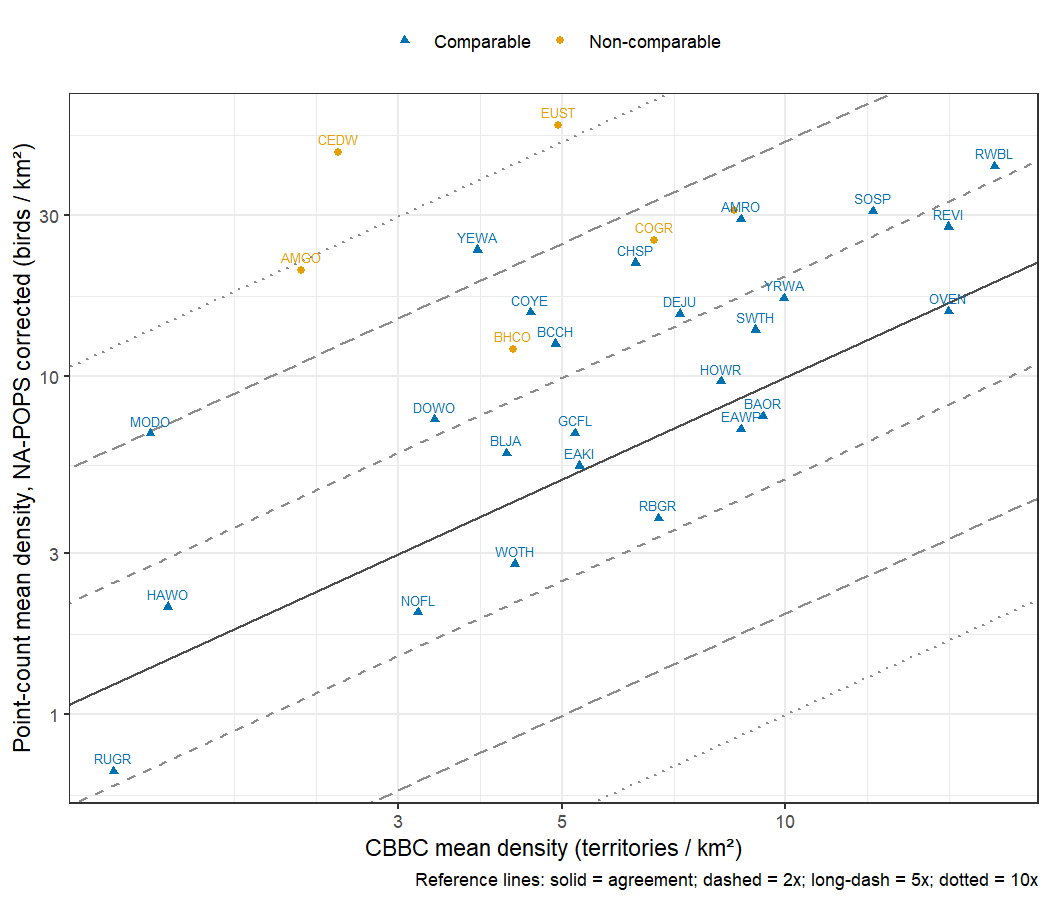 Comparable Non-comparable
Point-count mean density, NA-POPS corrected (birds / km²)
EUST
CEDW
RWBL
SOSP
AMRO
REVI
30
COGR
YEWA
CHSP
AMGO
YRWA
COYE
DEJU
OVEN
SWTH
BCCH
BHCO
HOWR
10
DOWO
BAOR
MODO
GCFL
EAWP
BLJA
EAKI
RBGR
3
WOTH
HAWO
NOFL
1
RUGR
3 5 10
CBBC mean density (territories / km²)
Reference lines: solid = agreement; dashed = 2x; long-dash = 5x; dotted = 10x